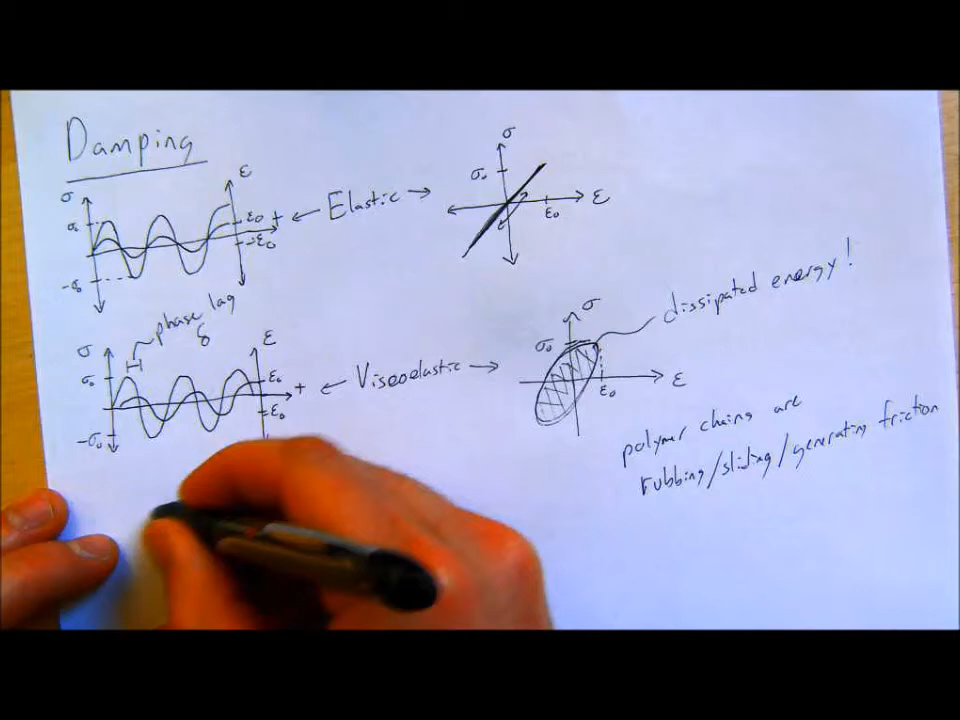 Damping
σ
ε
σ₀
ε₀
t
-ε₀
-σ₀
← Elastic →
σ
σ₀
ε
ε₀
phase lag
δ
σ
ε
σ₀
ε₀
t
-ε₀
-σ₀
← Viscoelastic →
σ
σ₀
ε
ε₀
dissipated energy!
polymer chains are
rubbing/sliding/generating friction